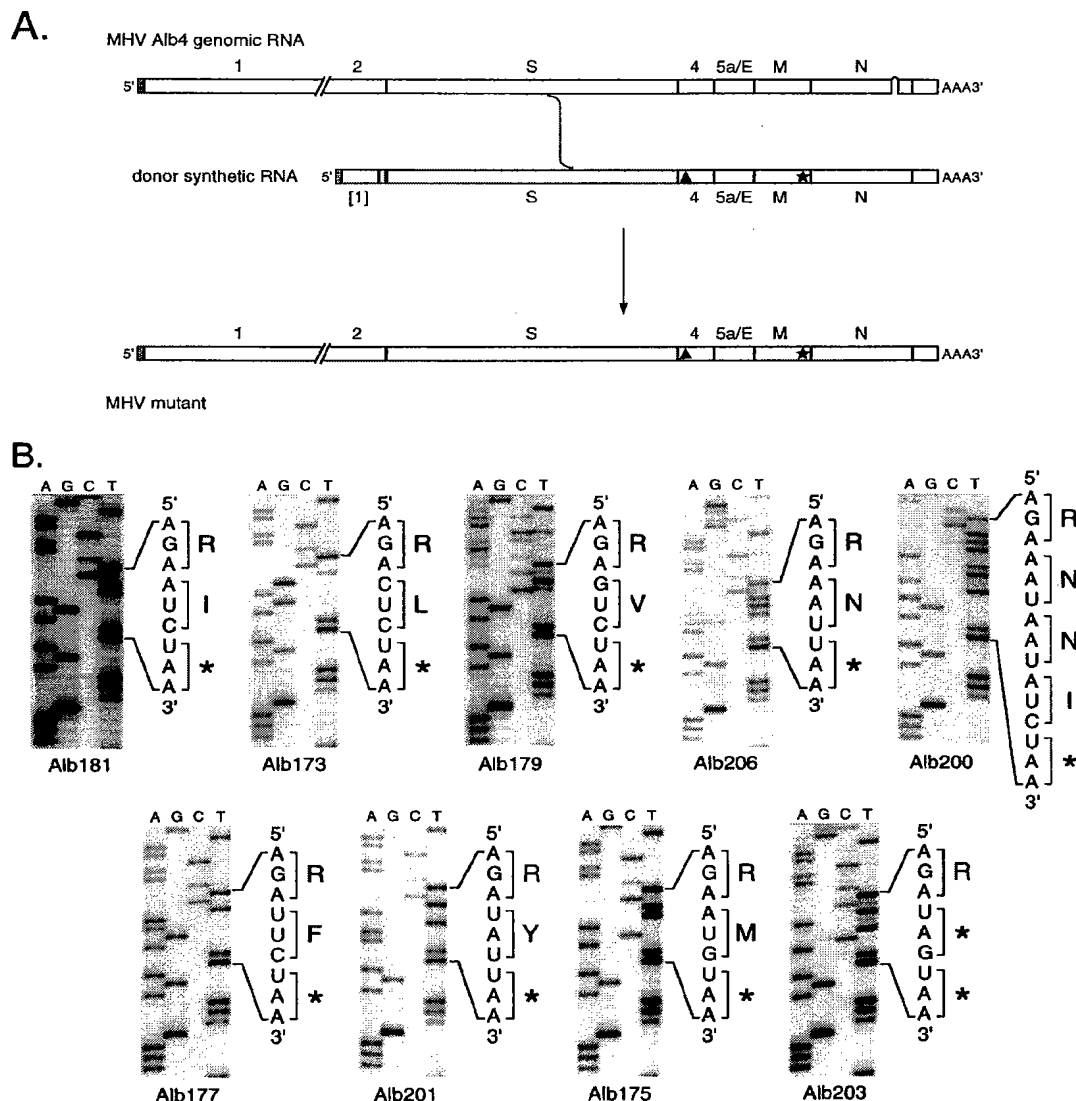 A.
MHV Alb4 genomic RNA
1 2 S 4 5a/E M N
5' AAA3'
donor synthetic RNA 5' AAA3'
[1] S 4 5a/E M N
1 2 S 4 5a/E M N
5' AAA3'
MHV mutant
B.
A G C T
5'
A
G
A
R
A
U
C
I
U
A
A
*
3'
Alb181
A G C T
5'
A
G
A
R
C
U
C
L
U
A
A
*
3'
Alb173
A G C T
5'
A
G
A
R
G
U
C
V
U
A
A
*
3'
Alb179
A G C T
5'
A
G
A
R
A
A
U
N
U
A
A
*
3'
Alb206
A G C T
5'
A
G
A
R
A
A
U
N
A
A
U
N
A
U
C
I
U
A
A
*
3'
Alb200
A G C T
5'
A
G
A
R
U
U
C
F
U
A
A
*
3'
Alb177
A G C T
5'
A
G
A
R
U
A
U
Y
U
A
A
*
3'
Alb201
A G C T
5'
A
G
A
R
A
U
G
M
U
A
A
*
3'
Alb175
A G C T
5'
A
G
A
R
U
A
G
*
U
A
A
*
3'
Alb203